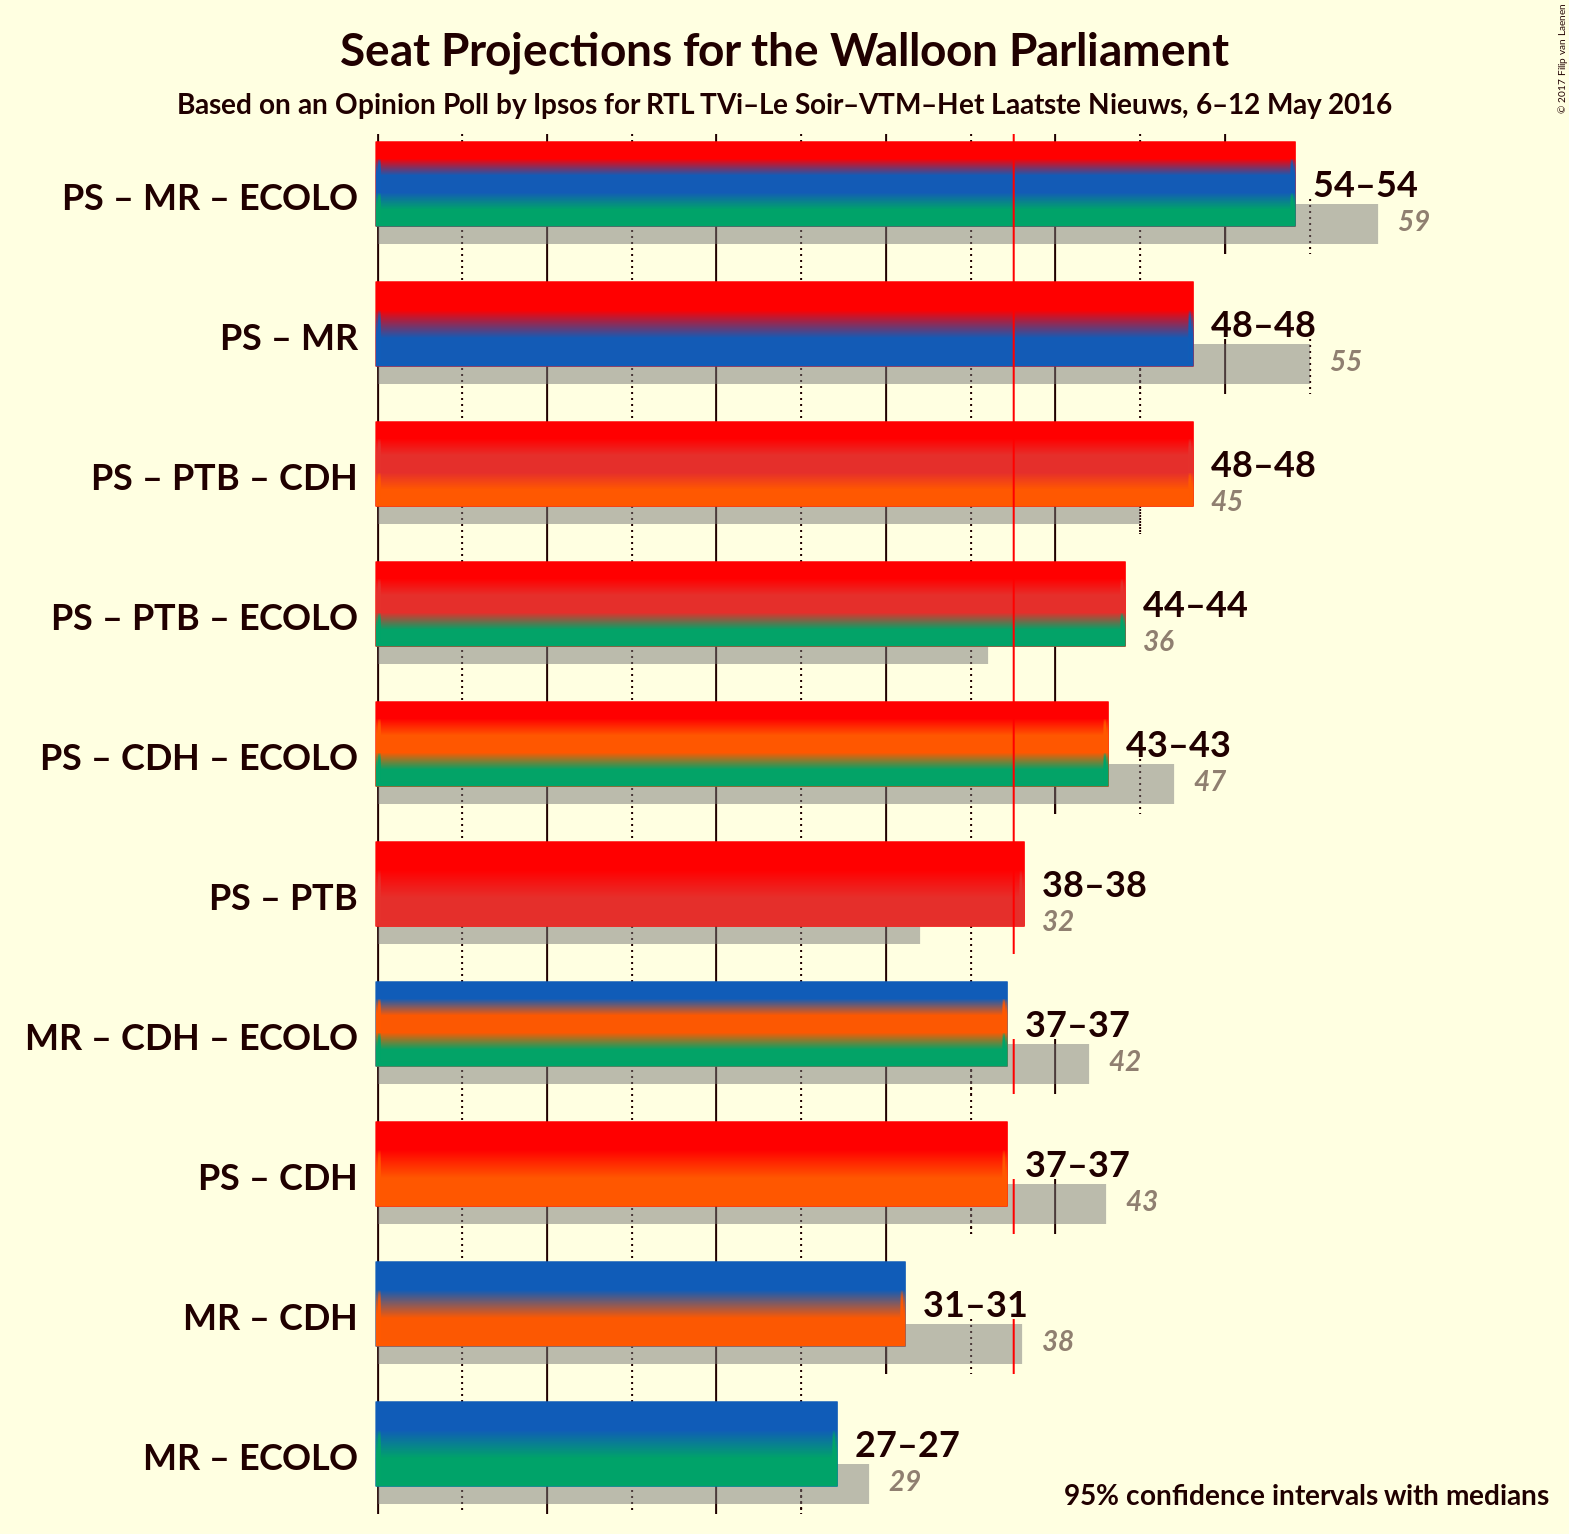 Seat Projections for the Walloon Parliament
Based on an Opinion Poll by Ipsos for RTL TVi–Le Soir–VTM–Het Laatste Nieuws, 6–12 May 2016
© 2017 Filip van Laenen
PS – MR – ECOLO
54–54
59
PS – MR
48–48
55
PS – PTB – CDH
48–48
45
PS – PTB – ECOLO
44–44
36
PS – CDH – ECOLO
43–43
47
PS – PTB
38–38
32
MR – CDH – ECOLO
37–37
42
PS – CDH
37–37
43
MR – CDH
31–31
38
MR – ECOLO
27–27
29
95% confidence intervals with medians